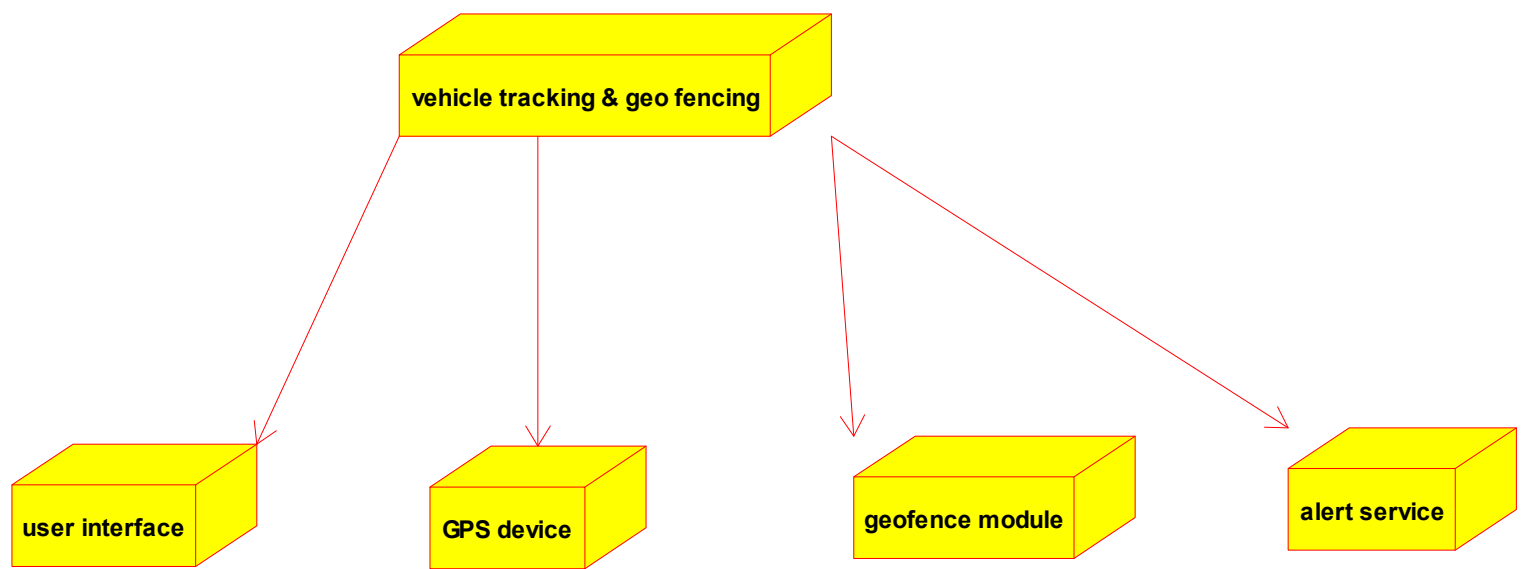 vehicle tracking & geo fencing
user interface
GPS device
geofence module
alert service